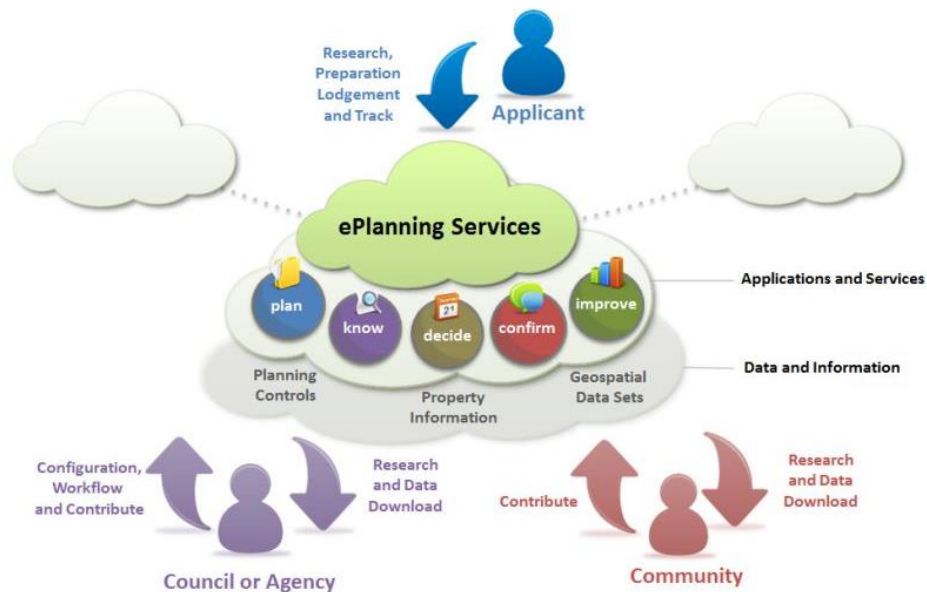 Research,
Preparation
Lodgement
and Track
Applicant
ePlanning Services
plan
know
21
decide
confirm
improve
Applications and Services
Data and Information
Planning
Controls
Property
Information
Geospatial
Data Sets
Configuration,
Workflow
and Contribute
Research
and Data
Download
Council or Agency
Contribute
Research
and Data
Download
Community